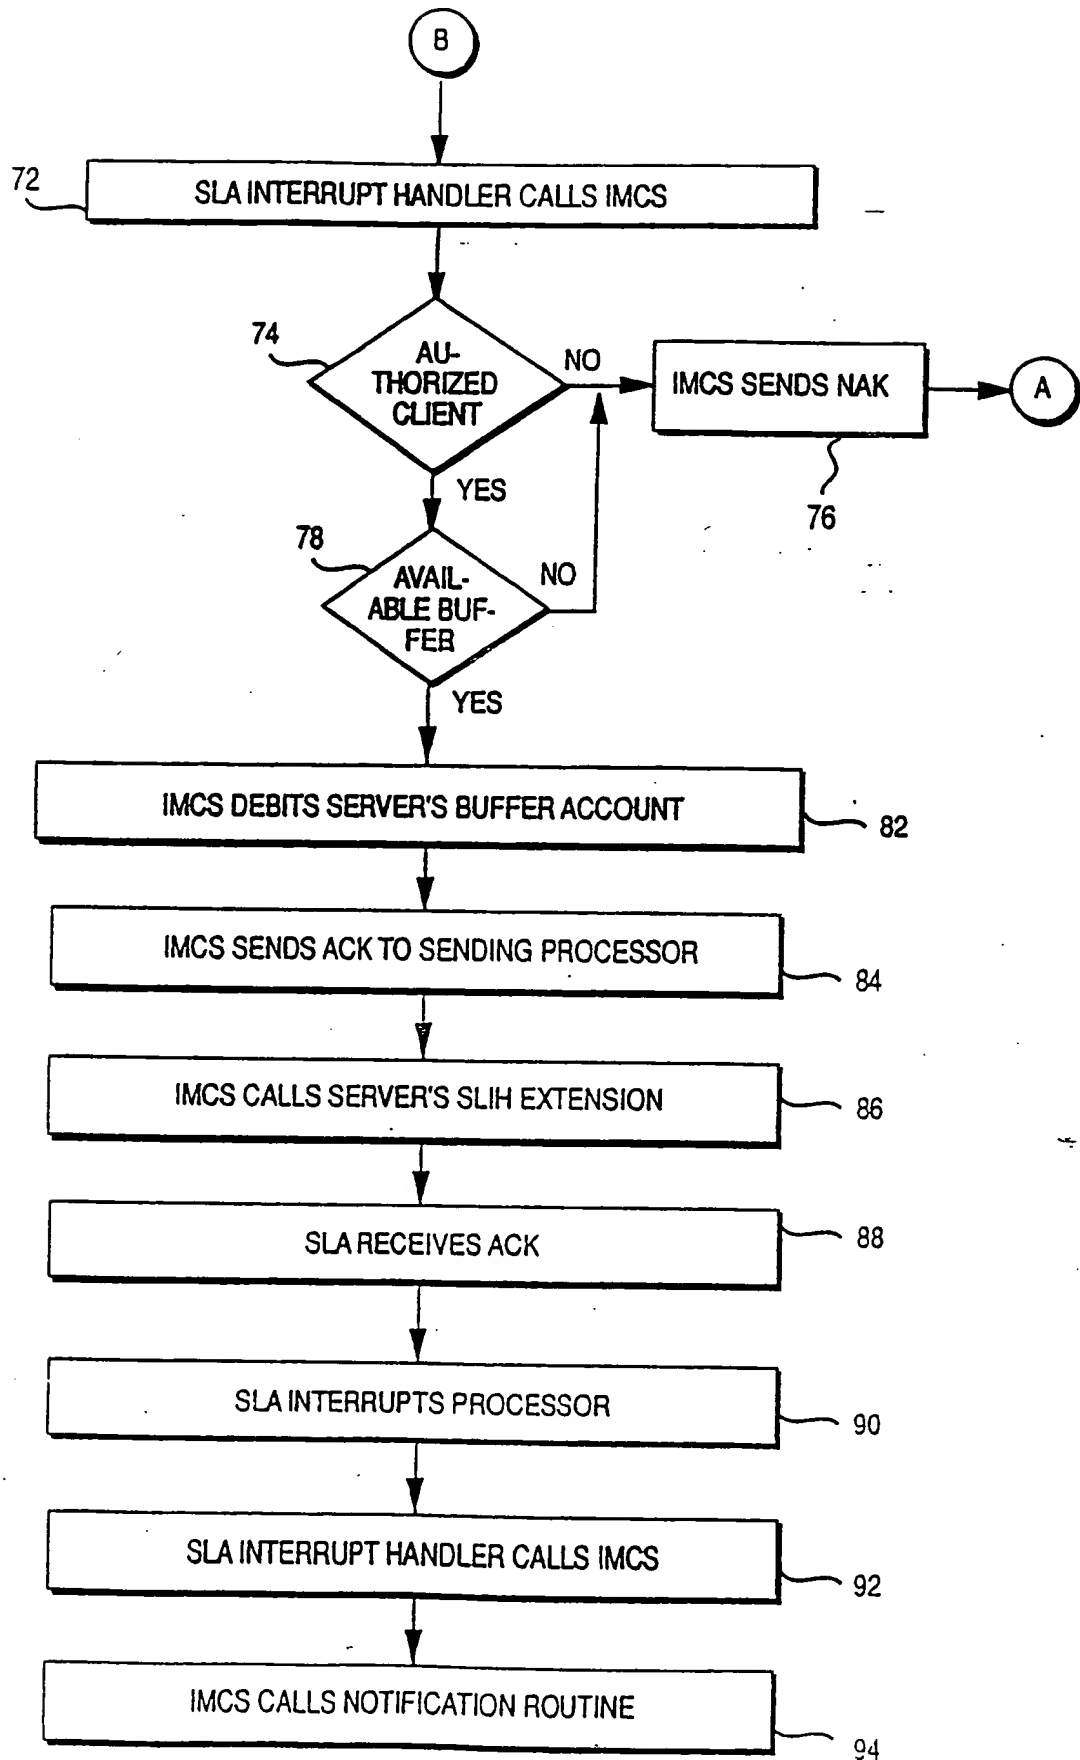 B
72
SLA INTERRUPT HANDLER CALLS IMCS
74
AU-
THORIZED
CLIENT
NO
IMCS SENDS NAK
A
76
YES
78
AVAIL-
ABLE BUF-
FER
NO
YES
IMCS DEBITS SERVER'S BUFFER ACCOUNT
82
IMCS SENDS ACK TO SENDING PROCESSOR
84
IMCS CALLS SERVER'S SLIH EXTENSION
86
SLA RECEIVES ACK
88
SLA INTERRUPTS PROCESSOR
90
SLA INTERRUPT HANDLER CALLS IMCS
92
IMCS CALLS NOTIFICATION ROUTINE
94